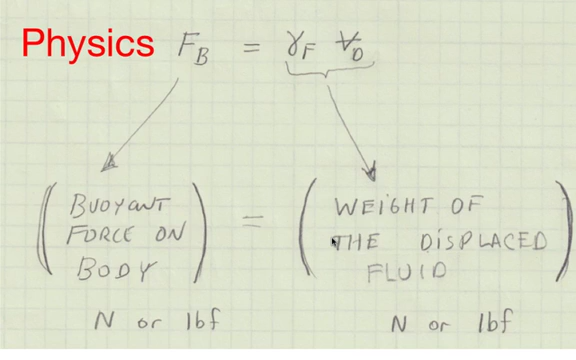 Physics F_B = γ_F V̶_D
( BUOYANT = ( WEIGHT OF
FORCE ON THE DISPLACED
BODY ) FLUID )
N or lbf N or lbf